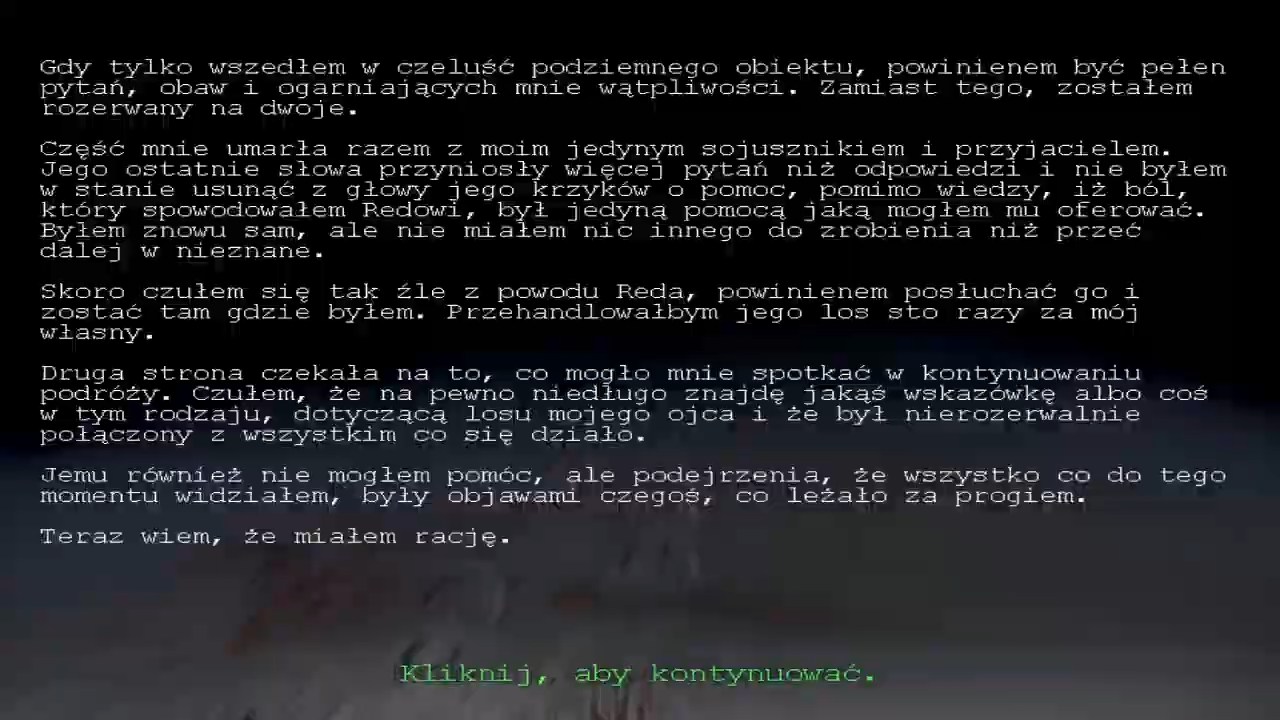 Gdy tylko wszedłem w czeluść podziemnego obiektu, powinienem być pełen
pytań, obaw i ogarniających mnie wątpliwości. Zamiast tego, zostałem
rozerwany na dwoje.
Część mnie umarła razem z moim jedynym sojusznikiem i przyjacielem.
Jego ostatnie słowa przyniosły więcej pytań niż odpowiedzi i nie byłem
w stanie usunąć z głowy jego krzyków o pomoc, pomimo wiedzy, iż ból,
który spowodowałem Redowi, był jedyną pomocą jaką mogłem mu oferować.
Byłem znowu sam, ale nie miałem nic innego do zrobienia niż przeć
dalej w nieznane.
Skoro czułem się tak źle z powodu Reda, powinienem posłuchać go i
zostać tam gdzie byłem. Przehandlowałbym jego los sto razy za mój
własny.
Druga strona czekała na to, co mogło mnie spotkać w kontynuowaniu
podróży. Czułem, że na pewno niedługo znajdę jakąś wskazówkę albo coś
w tym rodzaju, dotyczącą losu mojego ojca i że był nierozerwalnie
połączony z wszystkim co się działo.
Jemu również nie mogłem pomóc, ale podejrzenia, że wszystko co do tego
momentu widziałem, były objawami czegoś, co leżało za progiem.
Teraz wiem, że miałem rację.
Kliknij, aby kontynuować.